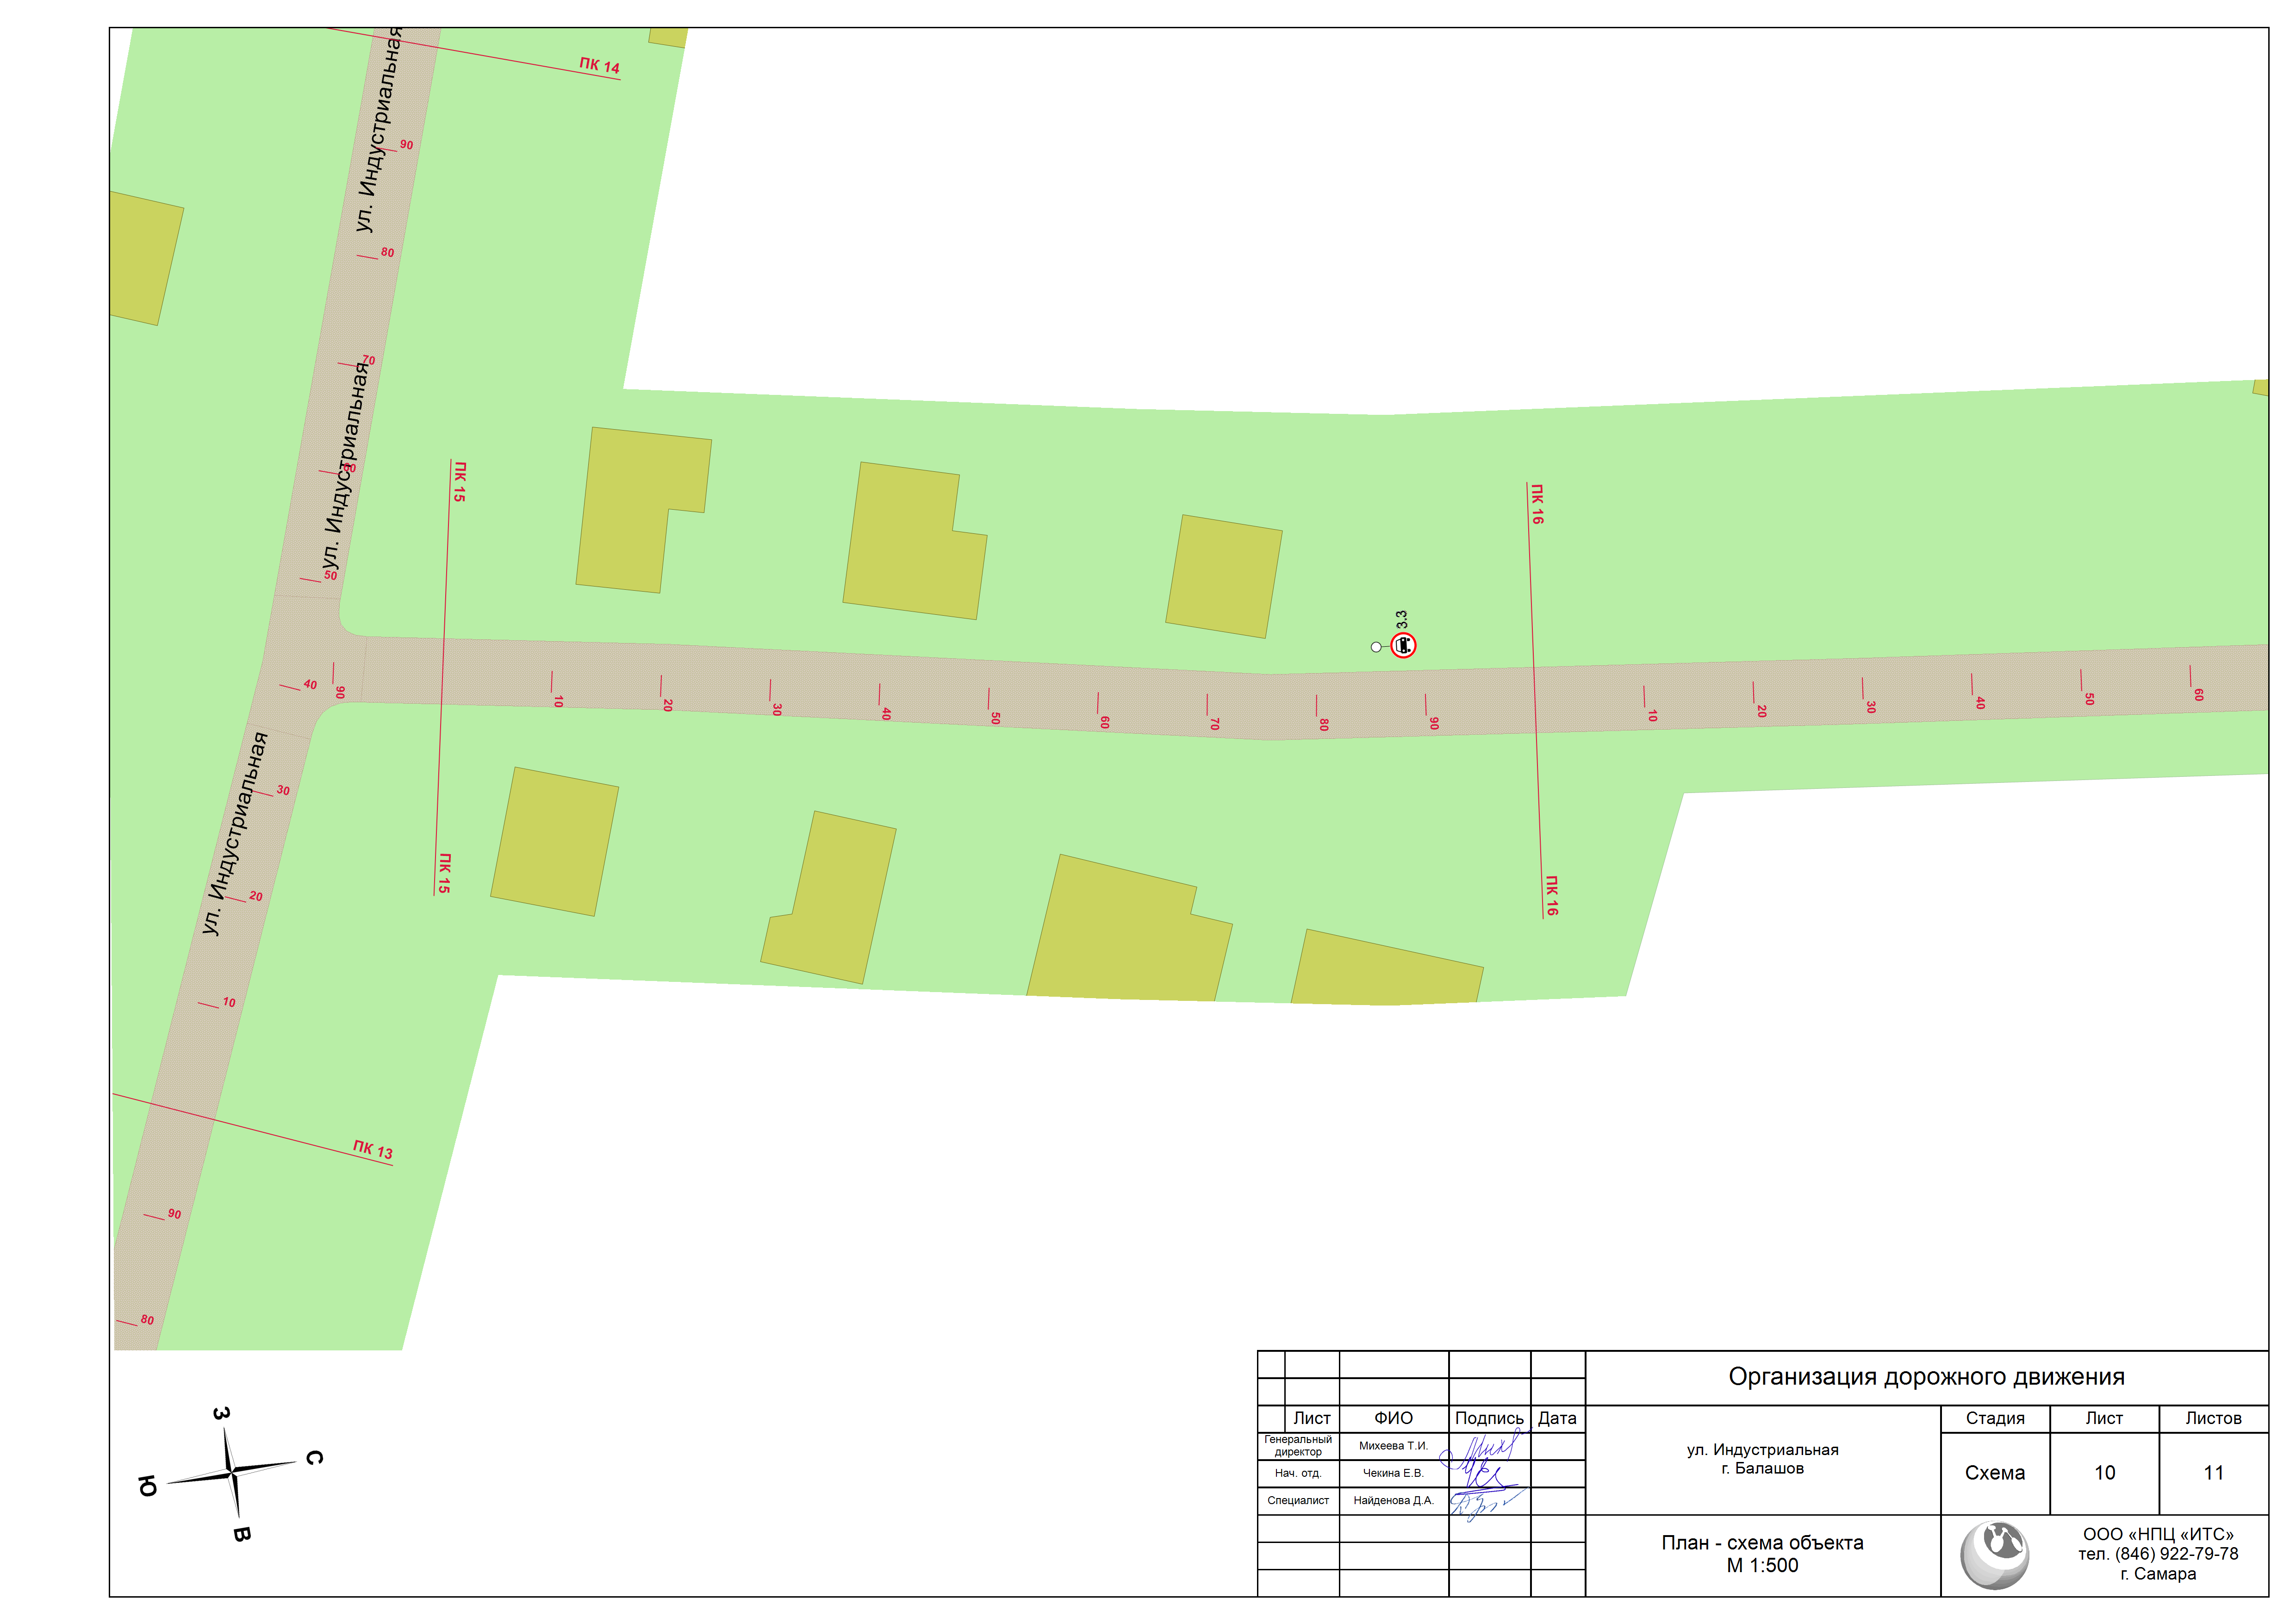 ПК 14
ул. Индустриальная
90
80
70
ул. Индустриальная
60
50
40
90
30
ул. Индустриальная
20
10
ПК 13
90
80
ПК 15
ПК 15
10
20
30
40
50
60
70
80
90
3.3
ПК 16
ПК 16
10
20
30
40
50
60
З
С
Ю
В
Организация дорожного движения
Лист ФИО Подпись Дата
Генеральный
директор
Михеева Т.И.
Нач. отд. Чекина Е.В.
Специалист Найденова Д.А.
ул. Индустриальная
г. Балашов
Стадия Лист Листов
Схема 10 11
План - схема объекта
М 1:500
ООО «НПЦ «ИТС»
тел. (846) 922-79-78
г. Самара